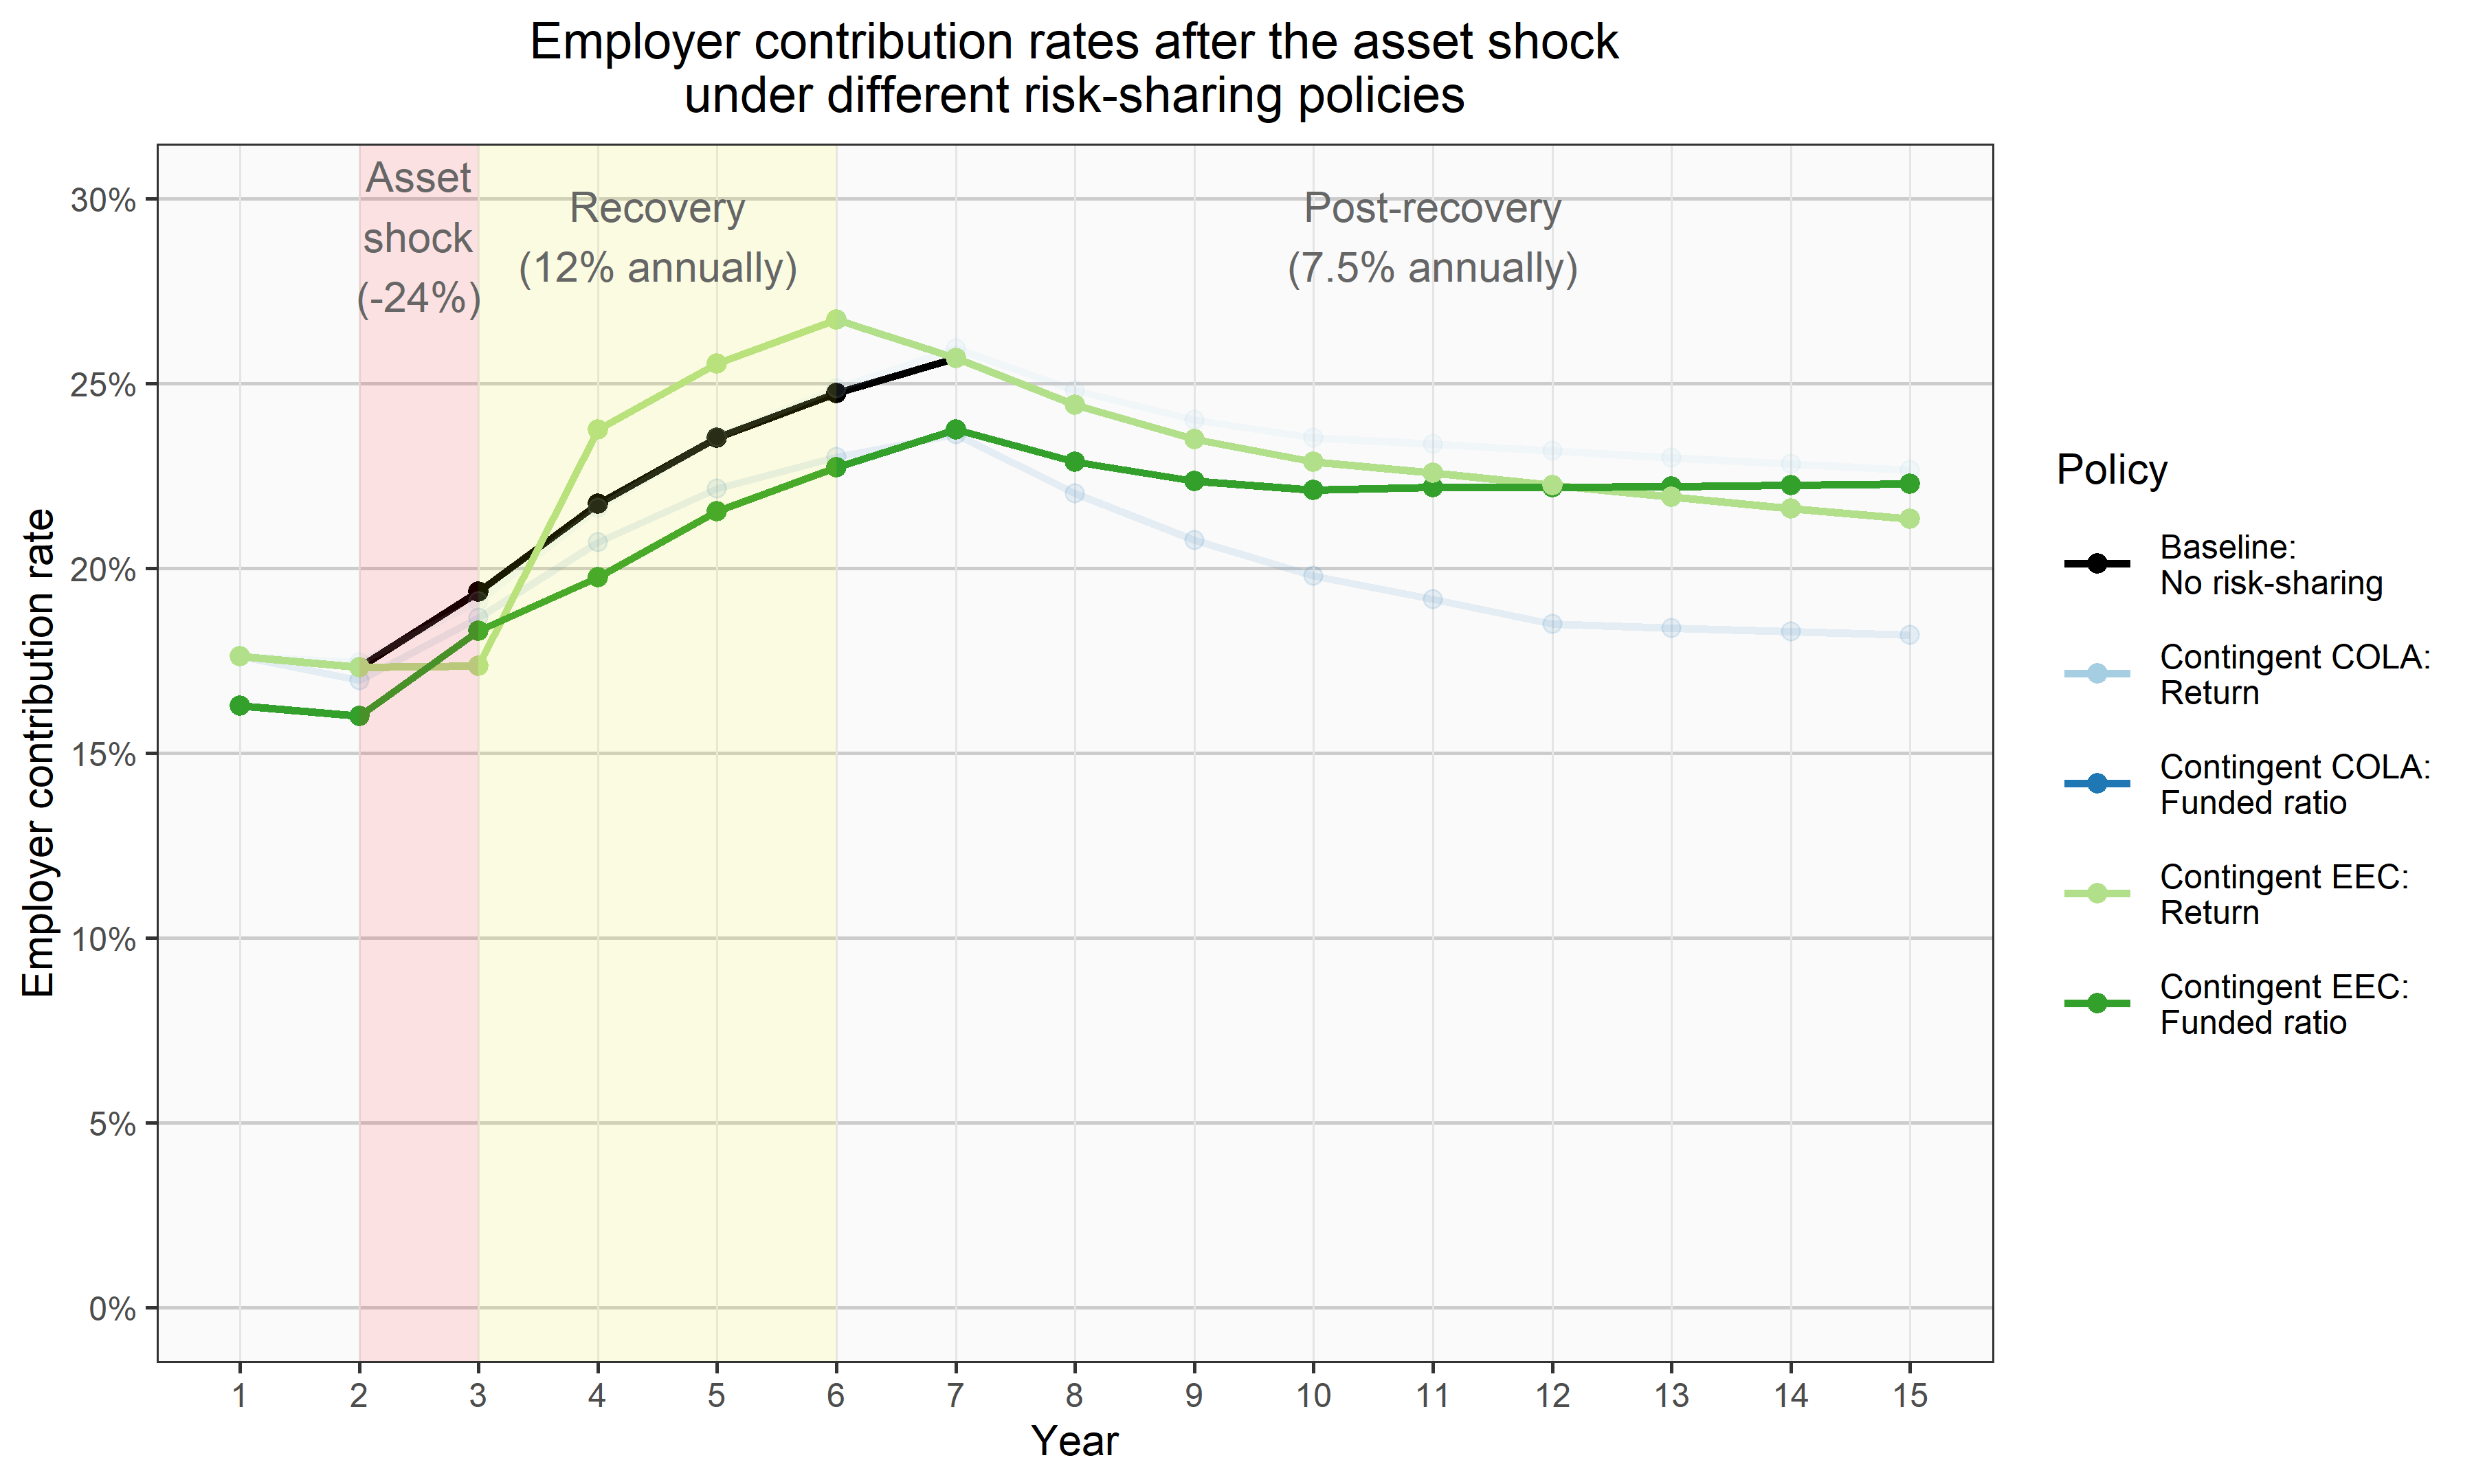 Employer contribution rates after the asset shock
under different risk-sharing policies
Asset
shock
(-24%)
Recovery
(12% annually)
Post-recovery
(7.5% annually)
Employer contribution rate
30%
25%
20%
15%
10%
5%
0%
1 2 3 4 5 6 7 8 9 10 11 12 13 14 15
Year
Policy
Baseline:
No risk-sharing
Contingent COLA:
Return
Contingent COLA:
Funded ratio
Contingent EEC:
Return
Contingent EEC:
Funded ratio